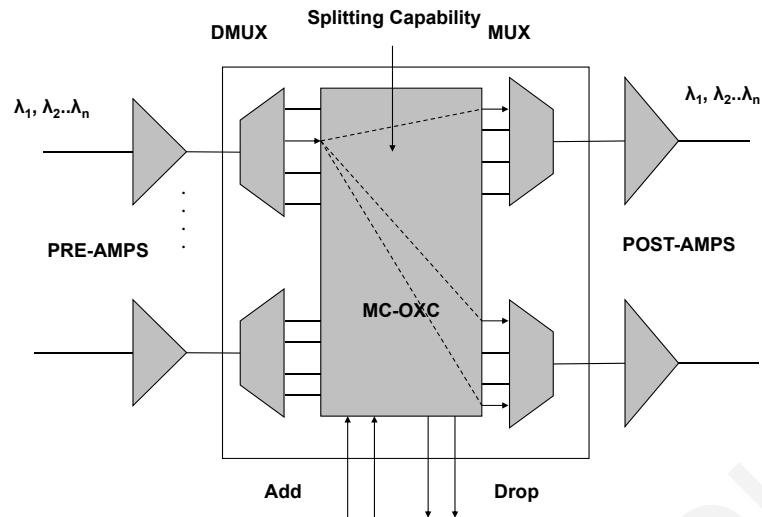 Splitting Capability
DMUX
MUX
λ1, λ2..λn
λ1, λ2..λn
PRE-AMPS
POST-AMPS
MC-OXC
Add
Drop